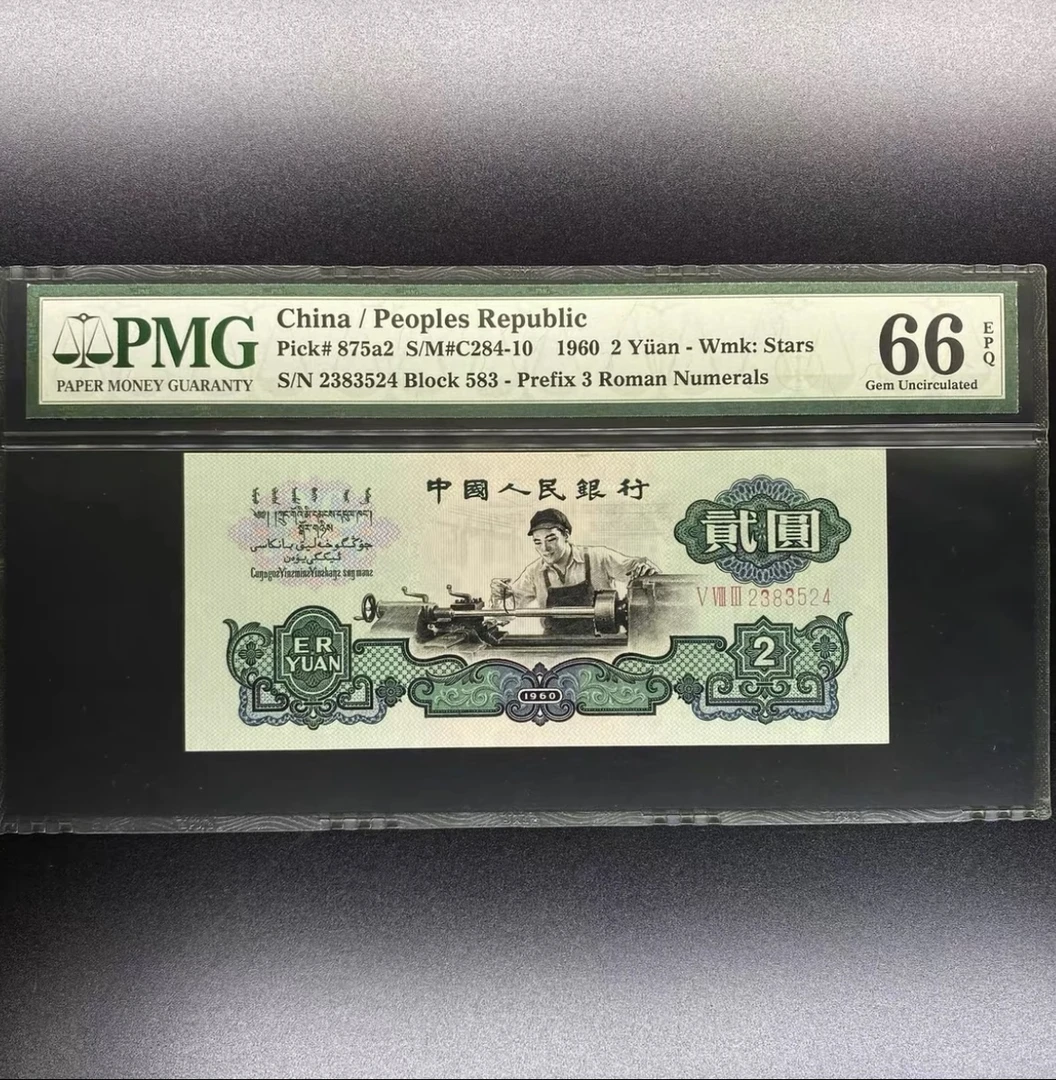 PMG
PAPER MONEY GUARANTY
China / Peoples Republic
Pick# 875a2 S/M#C284-10 1960 2 Yüan - Wmk: Stars
S/N 2383524 Block 583 - Prefix 3 Roman Numerals
66
EPQ
Gem Uncirculated
中國人民銀行
貳圓
V VIII III 2383524
ER
YUAN
2
1960